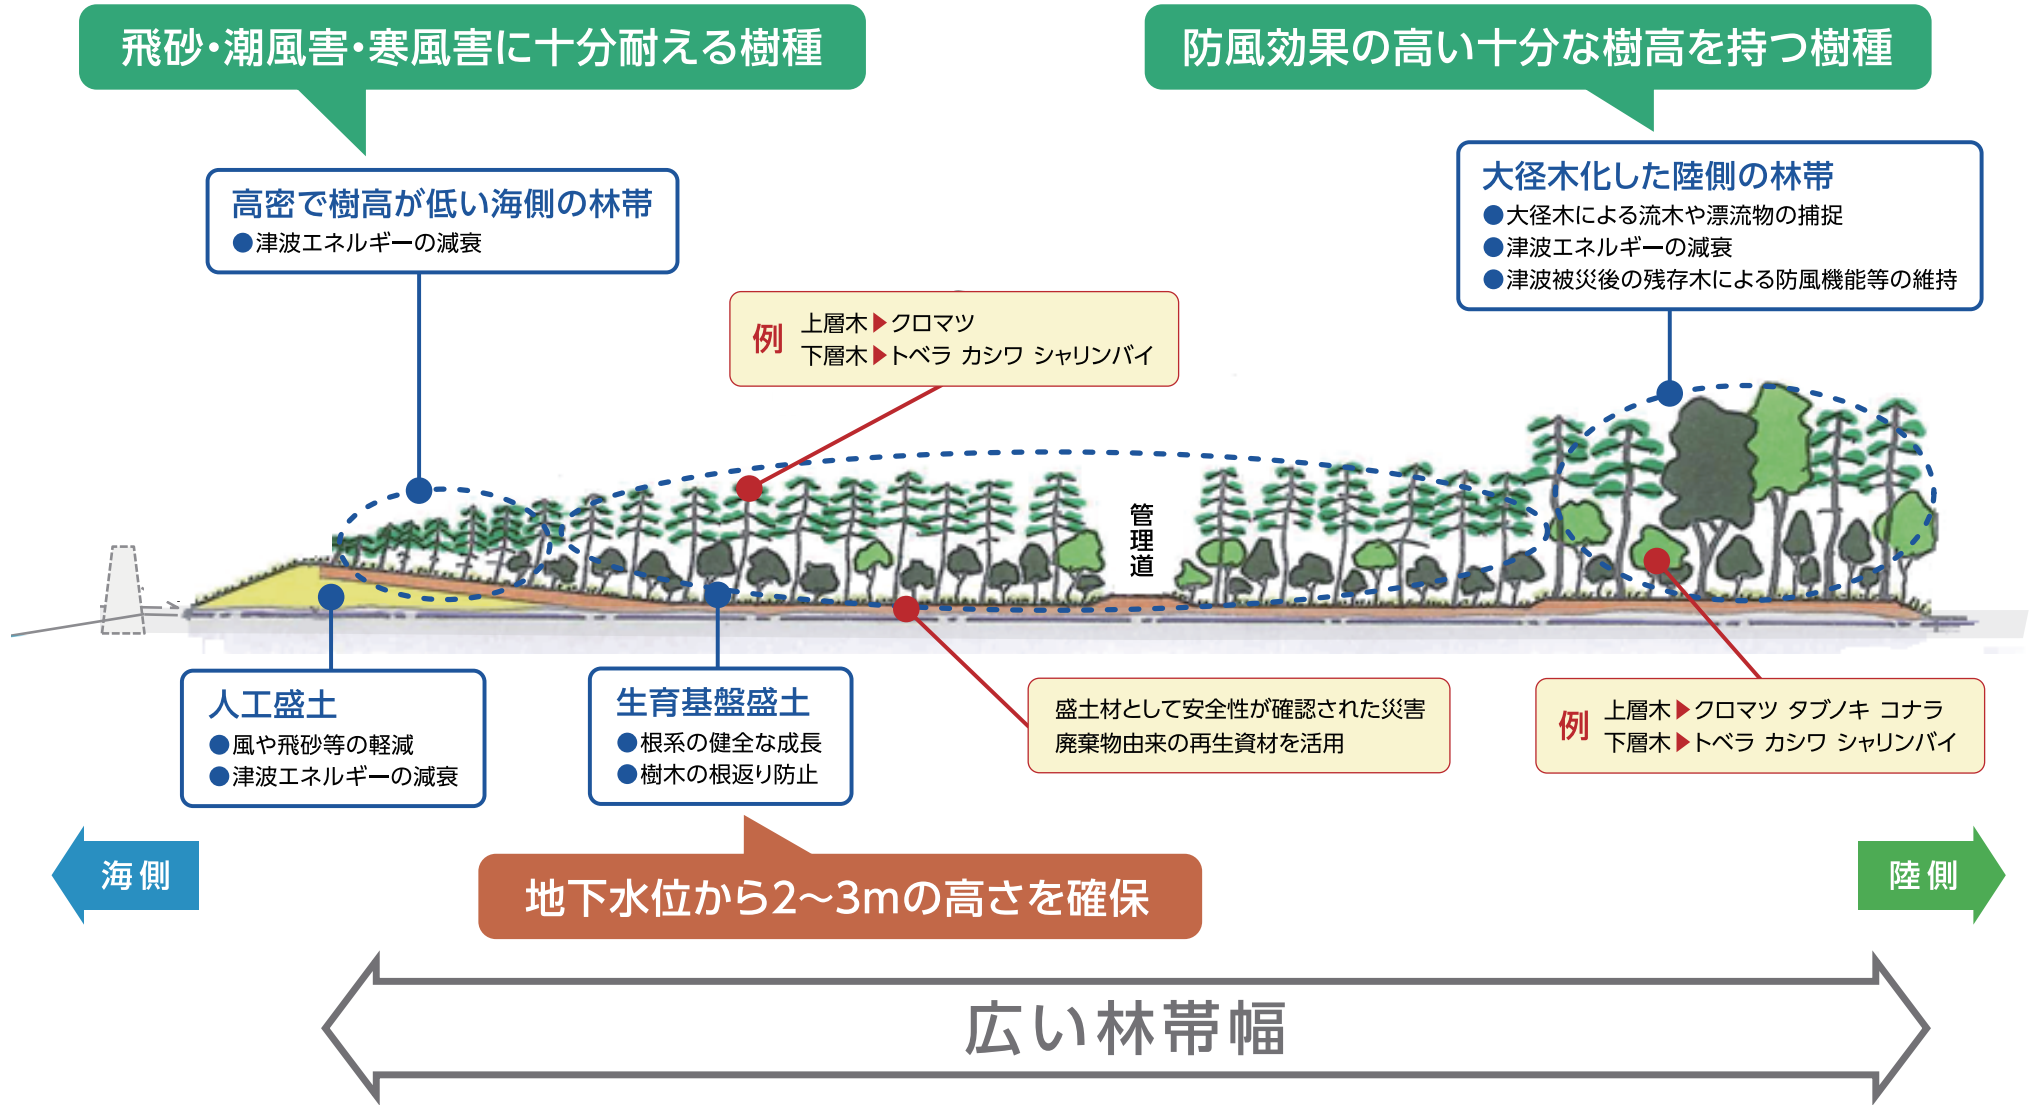 飛砂・潮風害・寒風害に十分耐える樹種
防風効果の高い十分な樹高を持つ樹種
高密で樹高が低い海側の林帯
●津波エネルギーの減衰
大径木化した陸側の林帯
●大径木による流木や漂流物の捕捉
●津波エネルギーの減衰
●津波被災後の残存木による防風機能等の維持
例
上層木▶クロマツ
下層木▶トベラ カシワ シャリンバイ
管理道
人工盛土
●風や飛砂等の軽減
●津波エネルギーの減衰
生育基盤盛土
●根系の健全な成長
●樹木の根返り防止
盛土材として安全性が確認された災害
廃棄物由来の再生資材を活用
例
上層木▶クロマツ タブノキ コナラ
下層木▶トベラ カシワ シャリンバイ
海側
地下水位から2〜3mの高さを確保
陸側
広い林帯幅